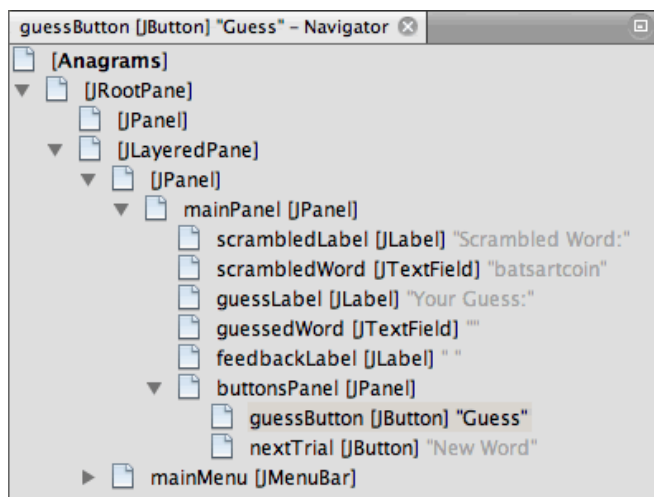 guessButton [JButton] "Guess" – Navigator
[Anagrams]
[JRootPane]
[JPanel]
[JLayeredPane]
[JPanel]
mainPanel [JPanel]
scrambledLabel [JLabel] "Scrambled Word:"
scrambledWord [JTextField] "batsartcoin"
guessLabel [JLabel] "Your Guess:"
guessedWord [JTextField] ""
feedbackLabel [JLabel] " "
buttonsPanel [JPanel]
guessButton [JButton] "Guess"
nextTrial [JButton] "New Word"
mainMenu [JMenuBar]